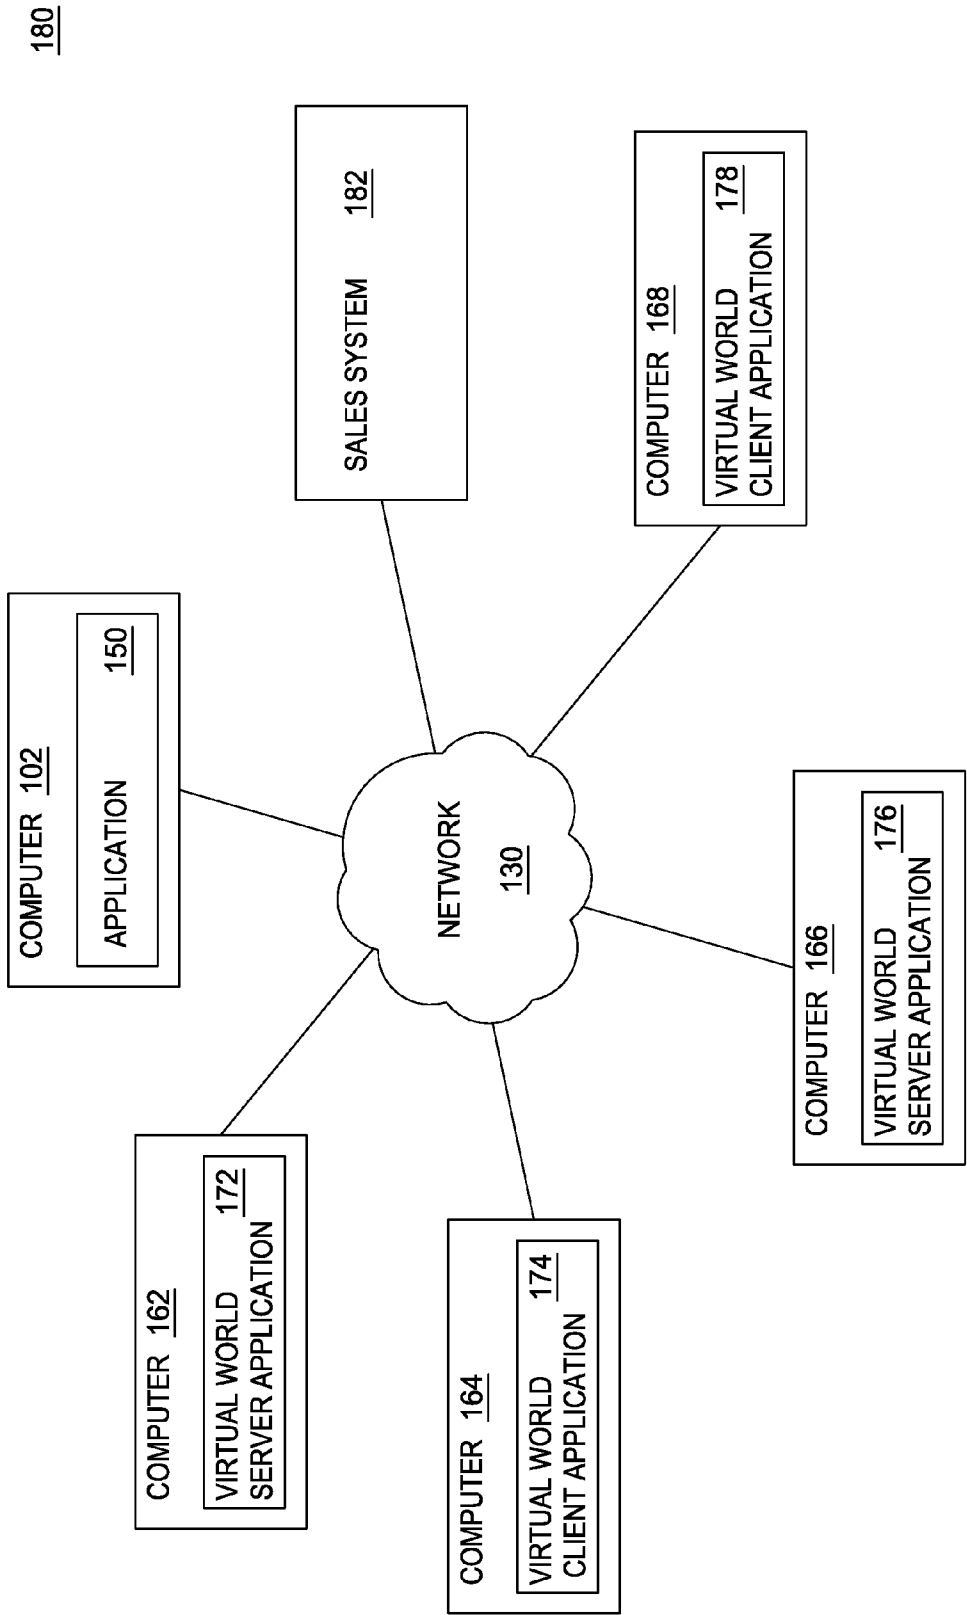 180
COMPUTER 102
APPLICATION 150
SALES SYSTEM 182
COMPUTER 162
VIRTUAL WORLD 172
SERVER APPLICATION
NETWORK
130
COMPUTER 168
VIRTUAL WORLD 178
CLIENT APPLICATION
COMPUTER 164
VIRTUAL WORLD 174
CLIENT APPLICATION
COMPUTER 166
VIRTUAL WORLD 176
SERVER APPLICATION